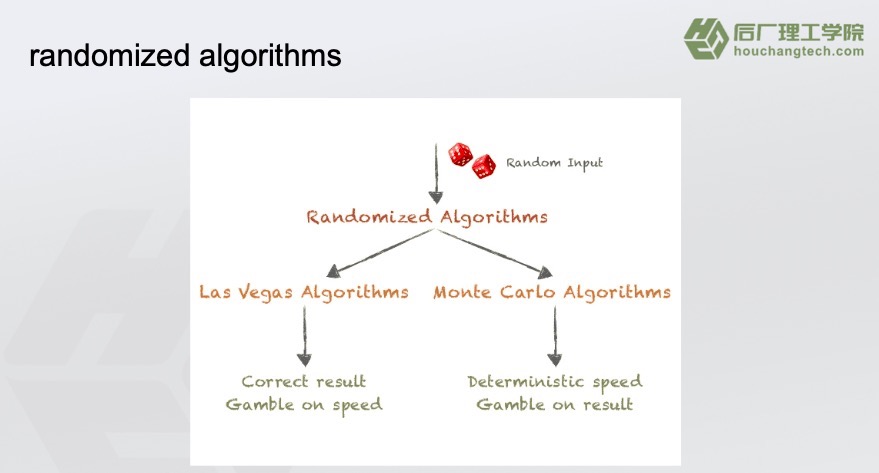 randomized algorithms
后厂理工学院
houchangtech.com
Random Input
Randomized Algorithms
Las Vegas Algorithms
Monte Carlo Algorithms
Correct result
Gamble on speed
Deterministic speed
Gamble on result